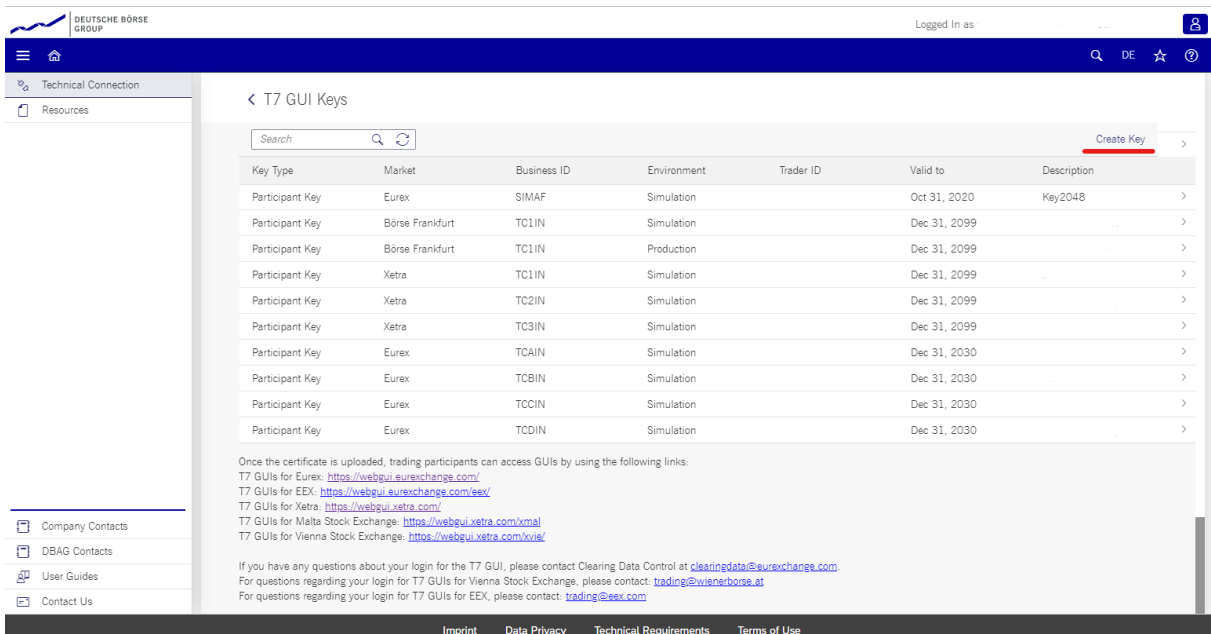 DEUTSCHE BÖRSE
GROUP
Logged In as
DE
Technical Connection
Resources
T7 GUI Keys
Search
Create Key
Key Type Market Business ID Environment Trader ID Valid to Description
Participant Key Eurex SIMAF Simulation Oct 31, 2020 Key2048
Participant Key Börse Frankfurt TC1IN Simulation Dec 31, 2099
Participant Key Börse Frankfurt TC1IN Production Dec 31, 2099
Participant Key Xetra TC1IN Simulation Dec 31, 2099
Participant Key Xetra TC2IN Simulation Dec 31, 2099
Participant Key Xetra TC3IN Simulation Dec 31, 2099
Participant Key Eurex TCAIN Simulation Dec 31, 2030
Participant Key Eurex TCBIN Simulation Dec 31, 2030
Participant Key Eurex TCCIN Simulation Dec 31, 2030
Participant Key Eurex TCDIN Simulation Dec 31, 2030
Once the certificate is uploaded, trading participants can access GUIs by using the following links:
T7 GUIs for Eurex: https://webgui.eurexchange.com/
T7 GUIs for EEX: https://webgui.eurexchange.com/eex/
T7 GUIs for Xetra: https://webgui.xetra.com/
T7 GUIs for Malta Stock Exchange: https://webgui.xetra.com/xmal
T7 GUIs for Vienna Stock Exchange: https://webgui.xetra.com/xvie/
If you have any questions about your login for the T7 GUI, please contact Clearing Data Control at clearingdata@eurexchange.com.
For questions regarding your login for T7 GUIs for Vienna Stock Exchange, please contact: trading@wienerborse.at
For questions regarding your login for T7 GUIs for EEX, please contact: trading@eex.com
Company Contacts
DBAG Contacts
User Guides
Contact Us
Imprint Data Privacy Technical Requirements Terms of Use